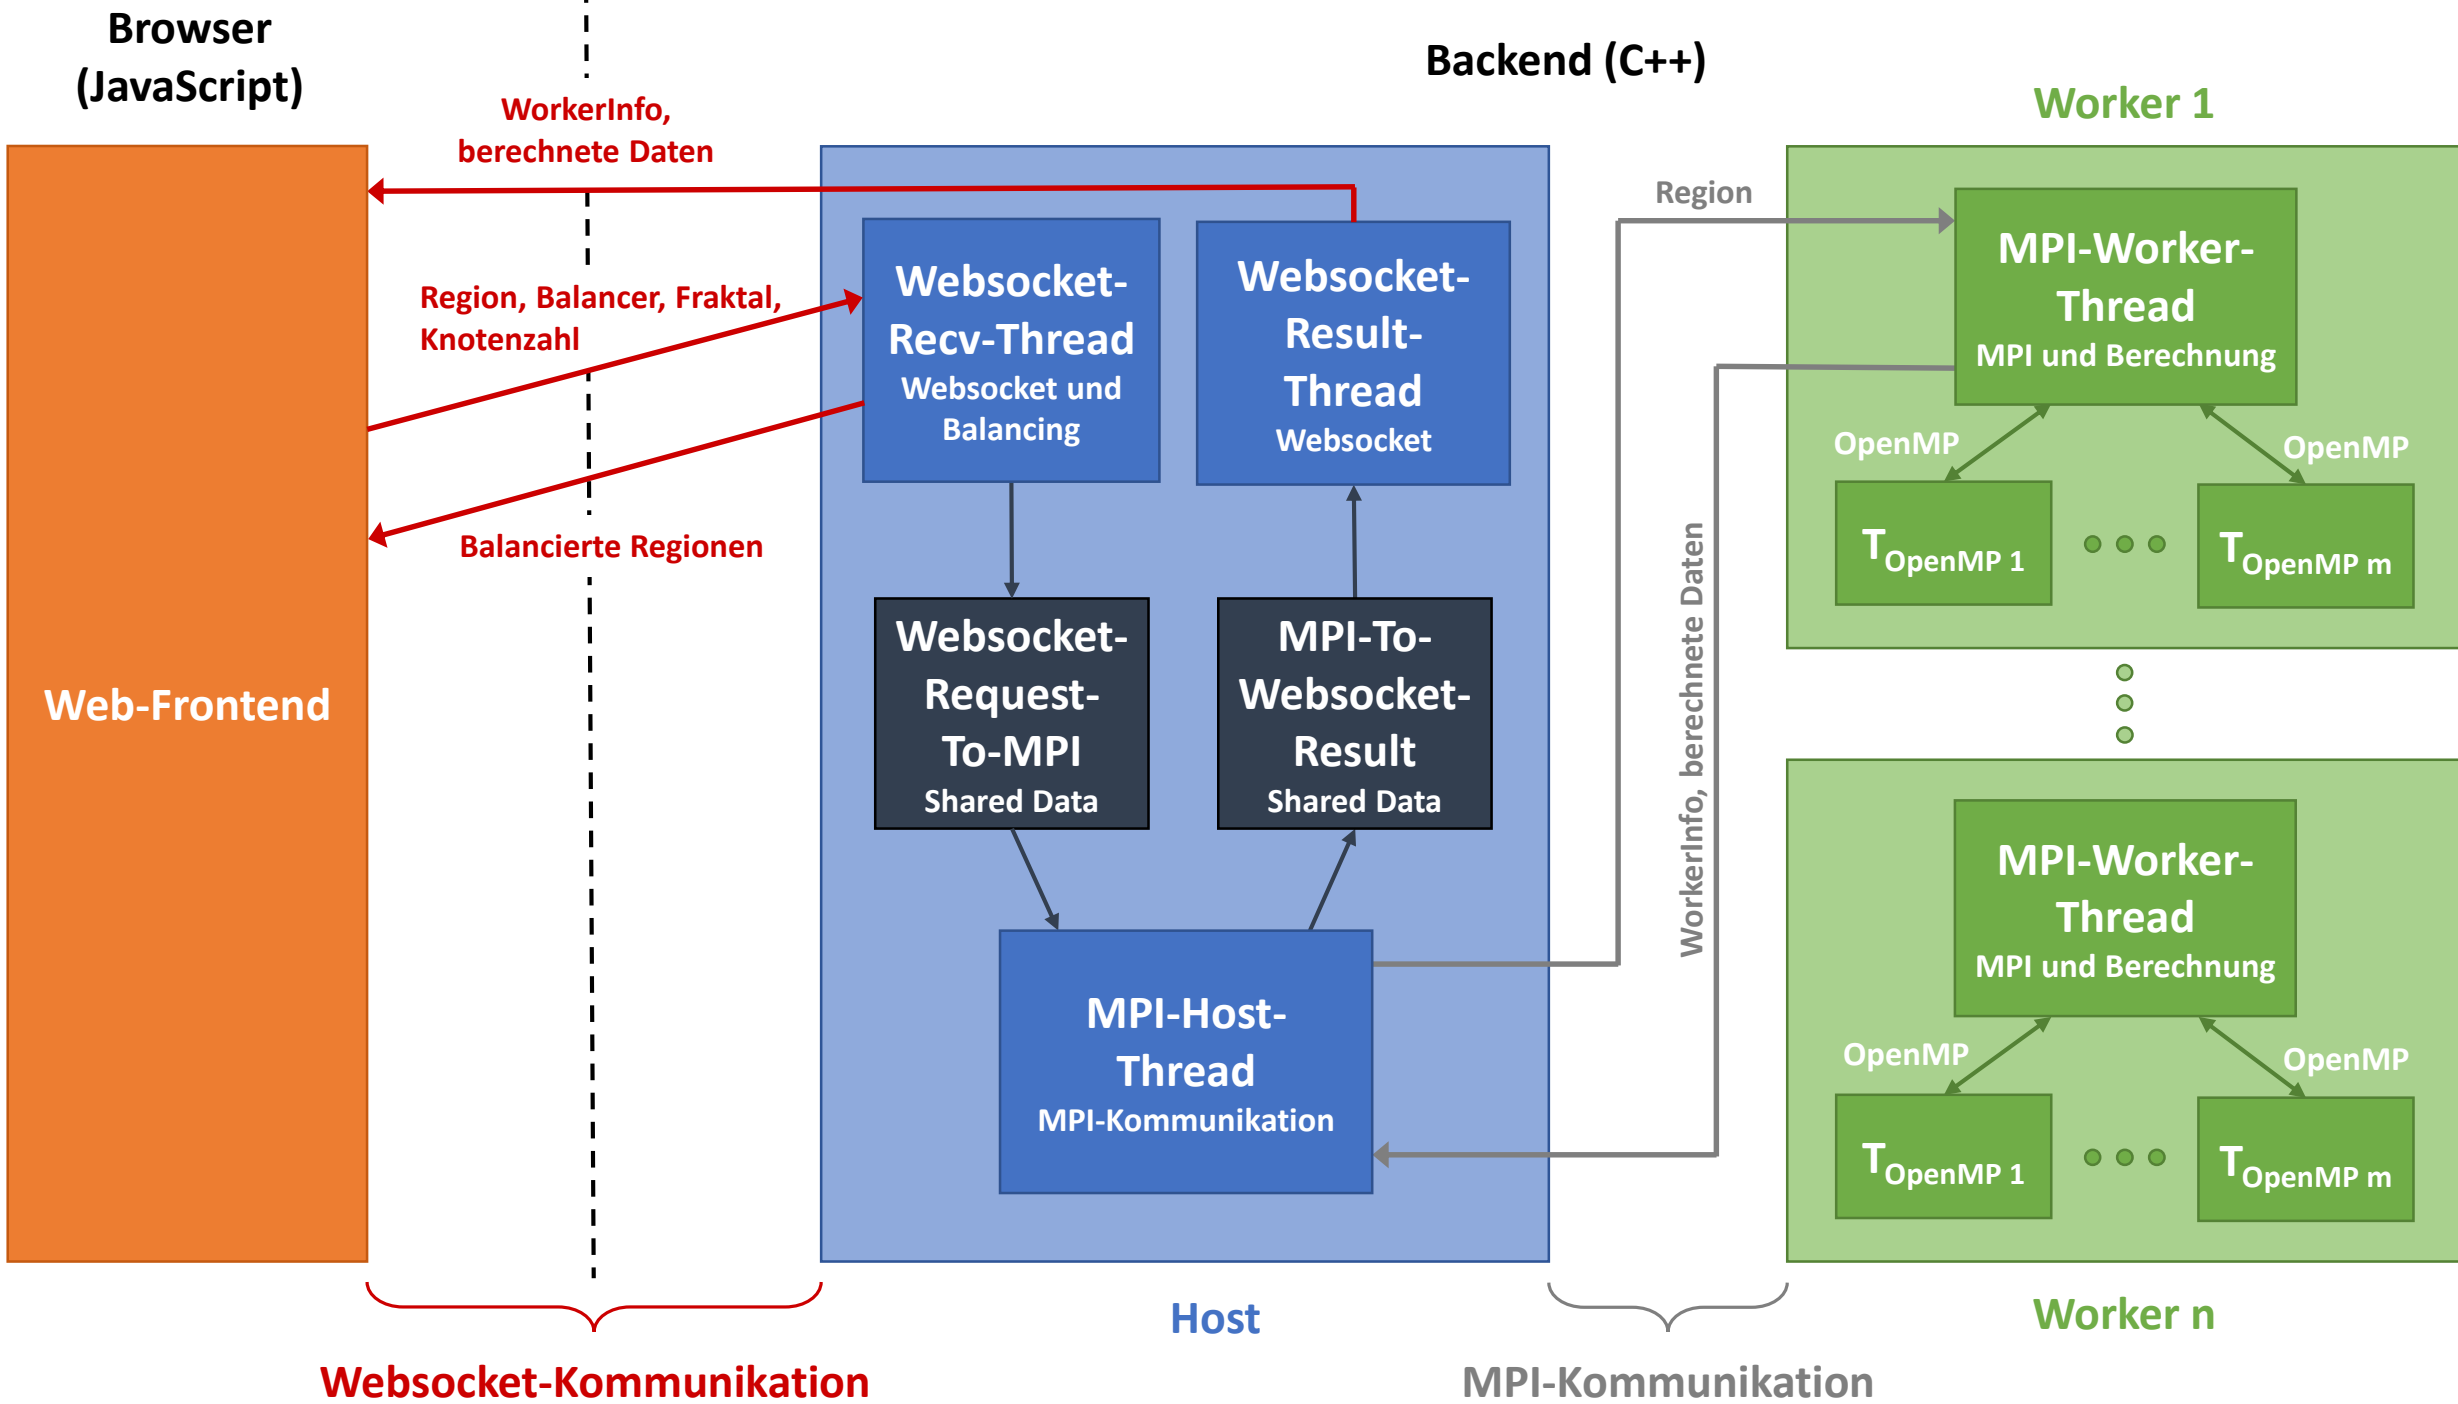 Browser
(JavaScript)
Backend (C++)
WorkerInfo,
berechnete Daten
Region, Balancer, Fraktal,
Knotenzahl
Balancierte Regionen
Web-Frontend
Websocket-
Recv-Thread
Websocket und
Balancing
Websocket-
Result-
Thread
Websocket
Websocket-
Request-
To-MPI
Shared Data
MPI-To-
Websocket-
Result
Shared Data
MPI-Host-
Thread
MPI-Kommunikation
Region
WorkerInfo, berechnete Daten
Worker 1
MPI-Worker-
Thread
MPI und Berechnung
OpenMP
OpenMP
TOpenMP 1
TOpenMP m
MPI-Worker-
Thread
MPI und Berechnung
OpenMP
OpenMP
TOpenMP 1
TOpenMP m
Host
Worker n
Websocket-Kommunikation
MPI-Kommunikation